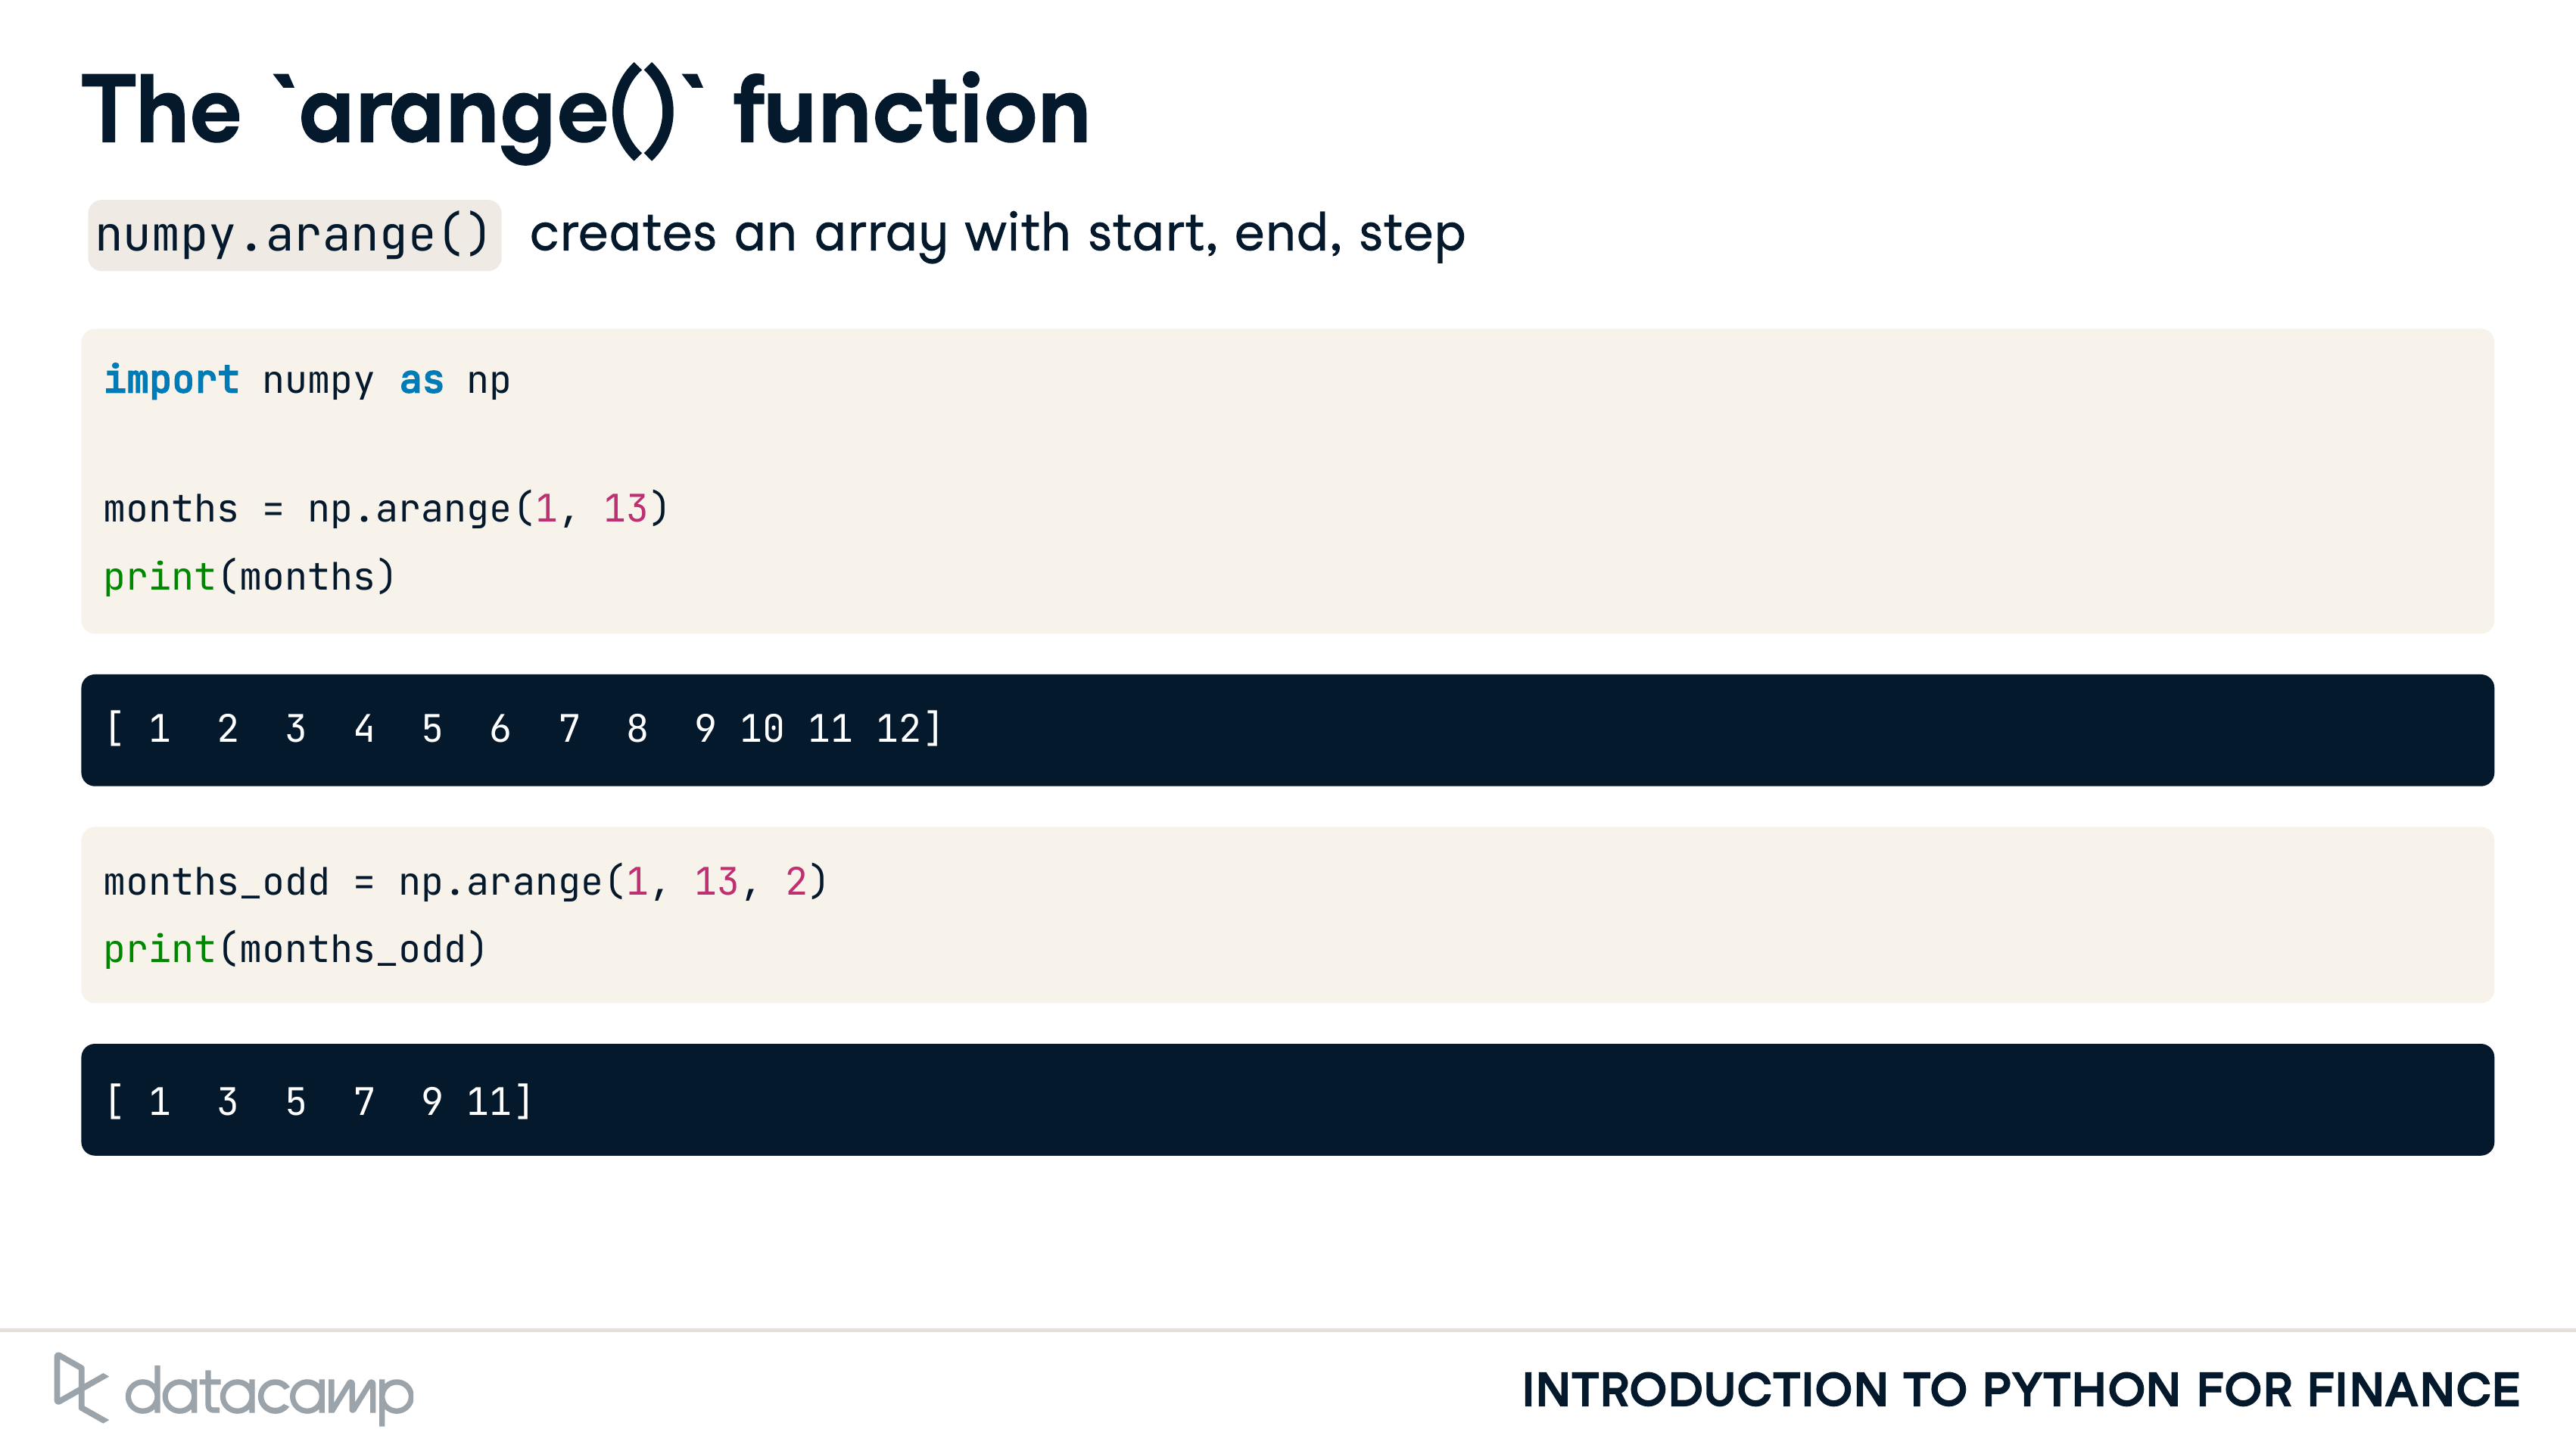 The `arange()` function
numpy.arange() creates an array with start, end, step
import numpy as np
months = np.arange(1, 13)
print(months)
[ 1  2  3  4  5  6  7  8  9 10 11 12]
months_odd = np.arange(1, 13, 2)
print(months_odd)
[ 1  3  5  7  9 11]
datacamp
INTRODUCTION TO PYTHON FOR FINANCE